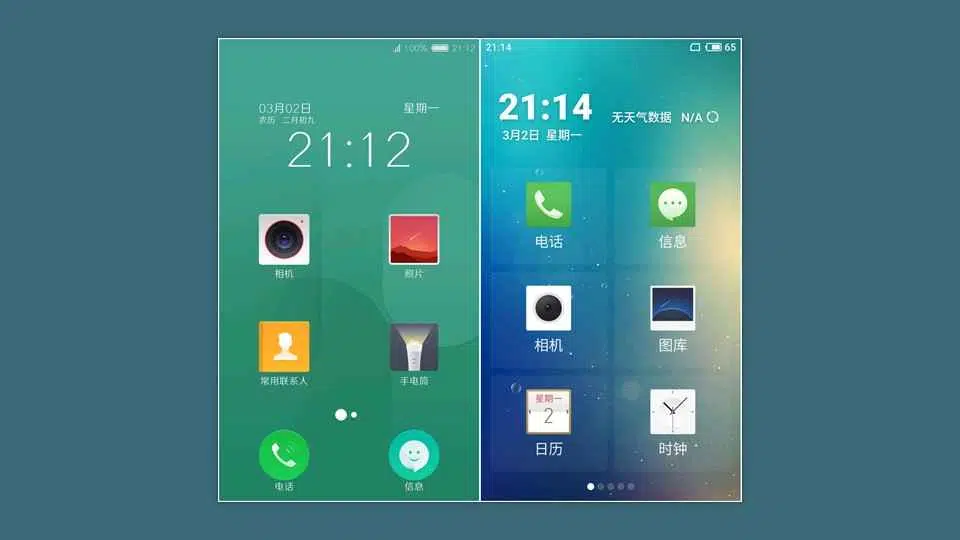 100% 21:12
03月02日 星期一
农历 二月初九
21:12
相机 照片
常用联系人 手电筒
电话 信息
21:14 65
21:14
无天气数据 N/A
3月2日 星期一
电话 信息
相机 图库
星期一
2
日历 时钟